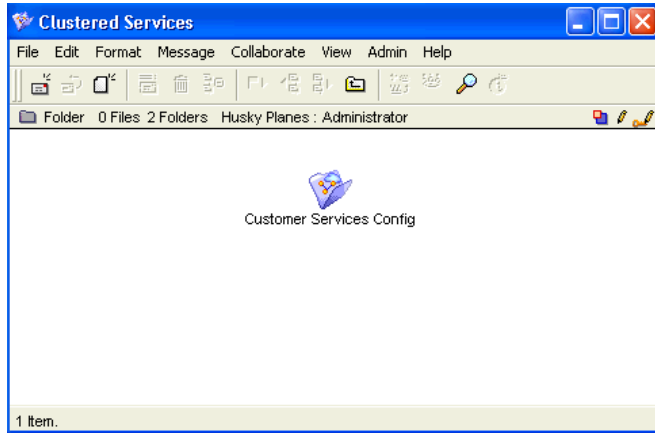 Clustered Services
File Edit Format Message Collaborate View Admin Help
Folder 0 Files 2 Folders Husky Planes : Administrator
Customer Services Config
1 Item.